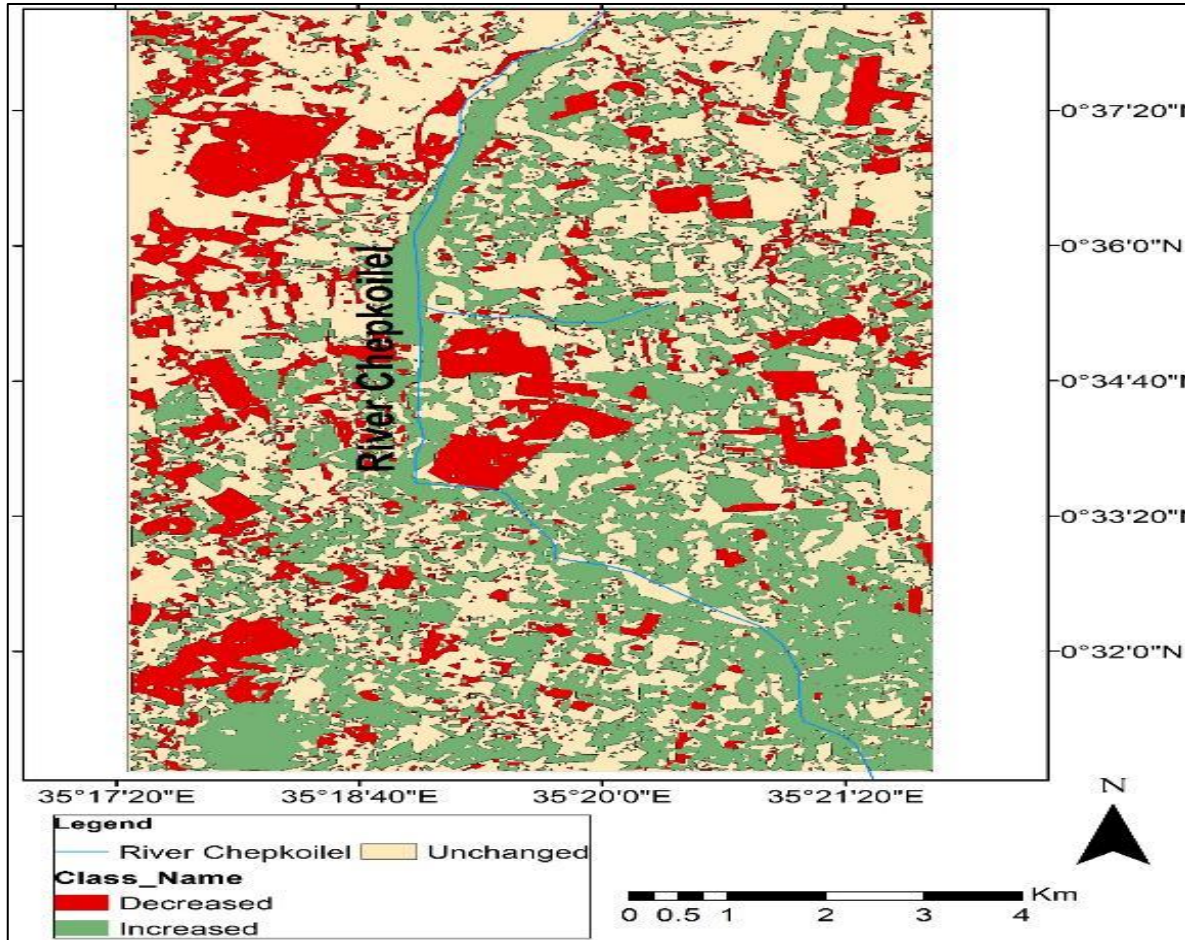 River Chepkoilel
0°37'20"N
0°36'0"N
0°34'40"N
0°33'20"N
0°32'0"N
35°17'20"E 35°18'40"E 35°20'0"E 35°21'20"E
N
Legend
River Chepkoilel Unchanged
Class_Name
Decreased
Increased
Km
0 0.5 1 2 3 4